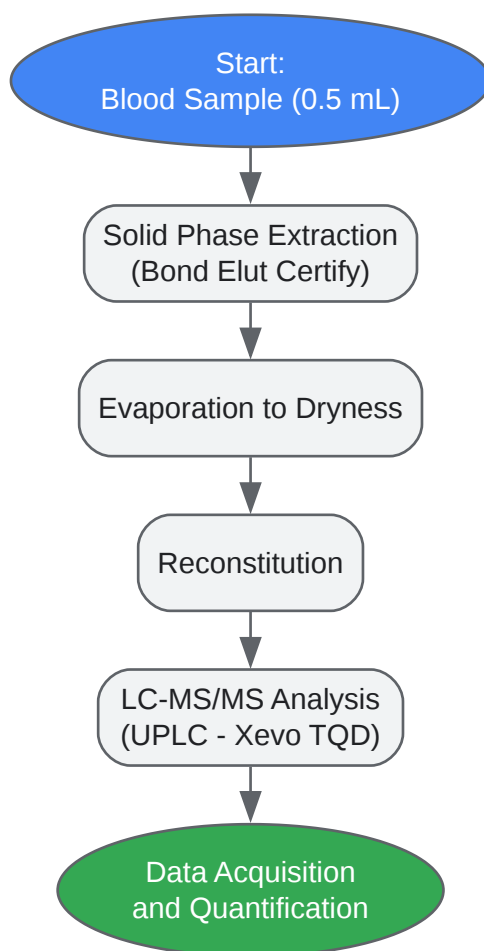 Start:
Blood Sample (0.5 mL)
Solid Phase Extraction
(Bond Elut Certify)
Evaporation to Dryness
Reconstitution
LC-MS/MS Analysis
(UPLC - Xevo TQD)
Data Acquisition
and Quantification